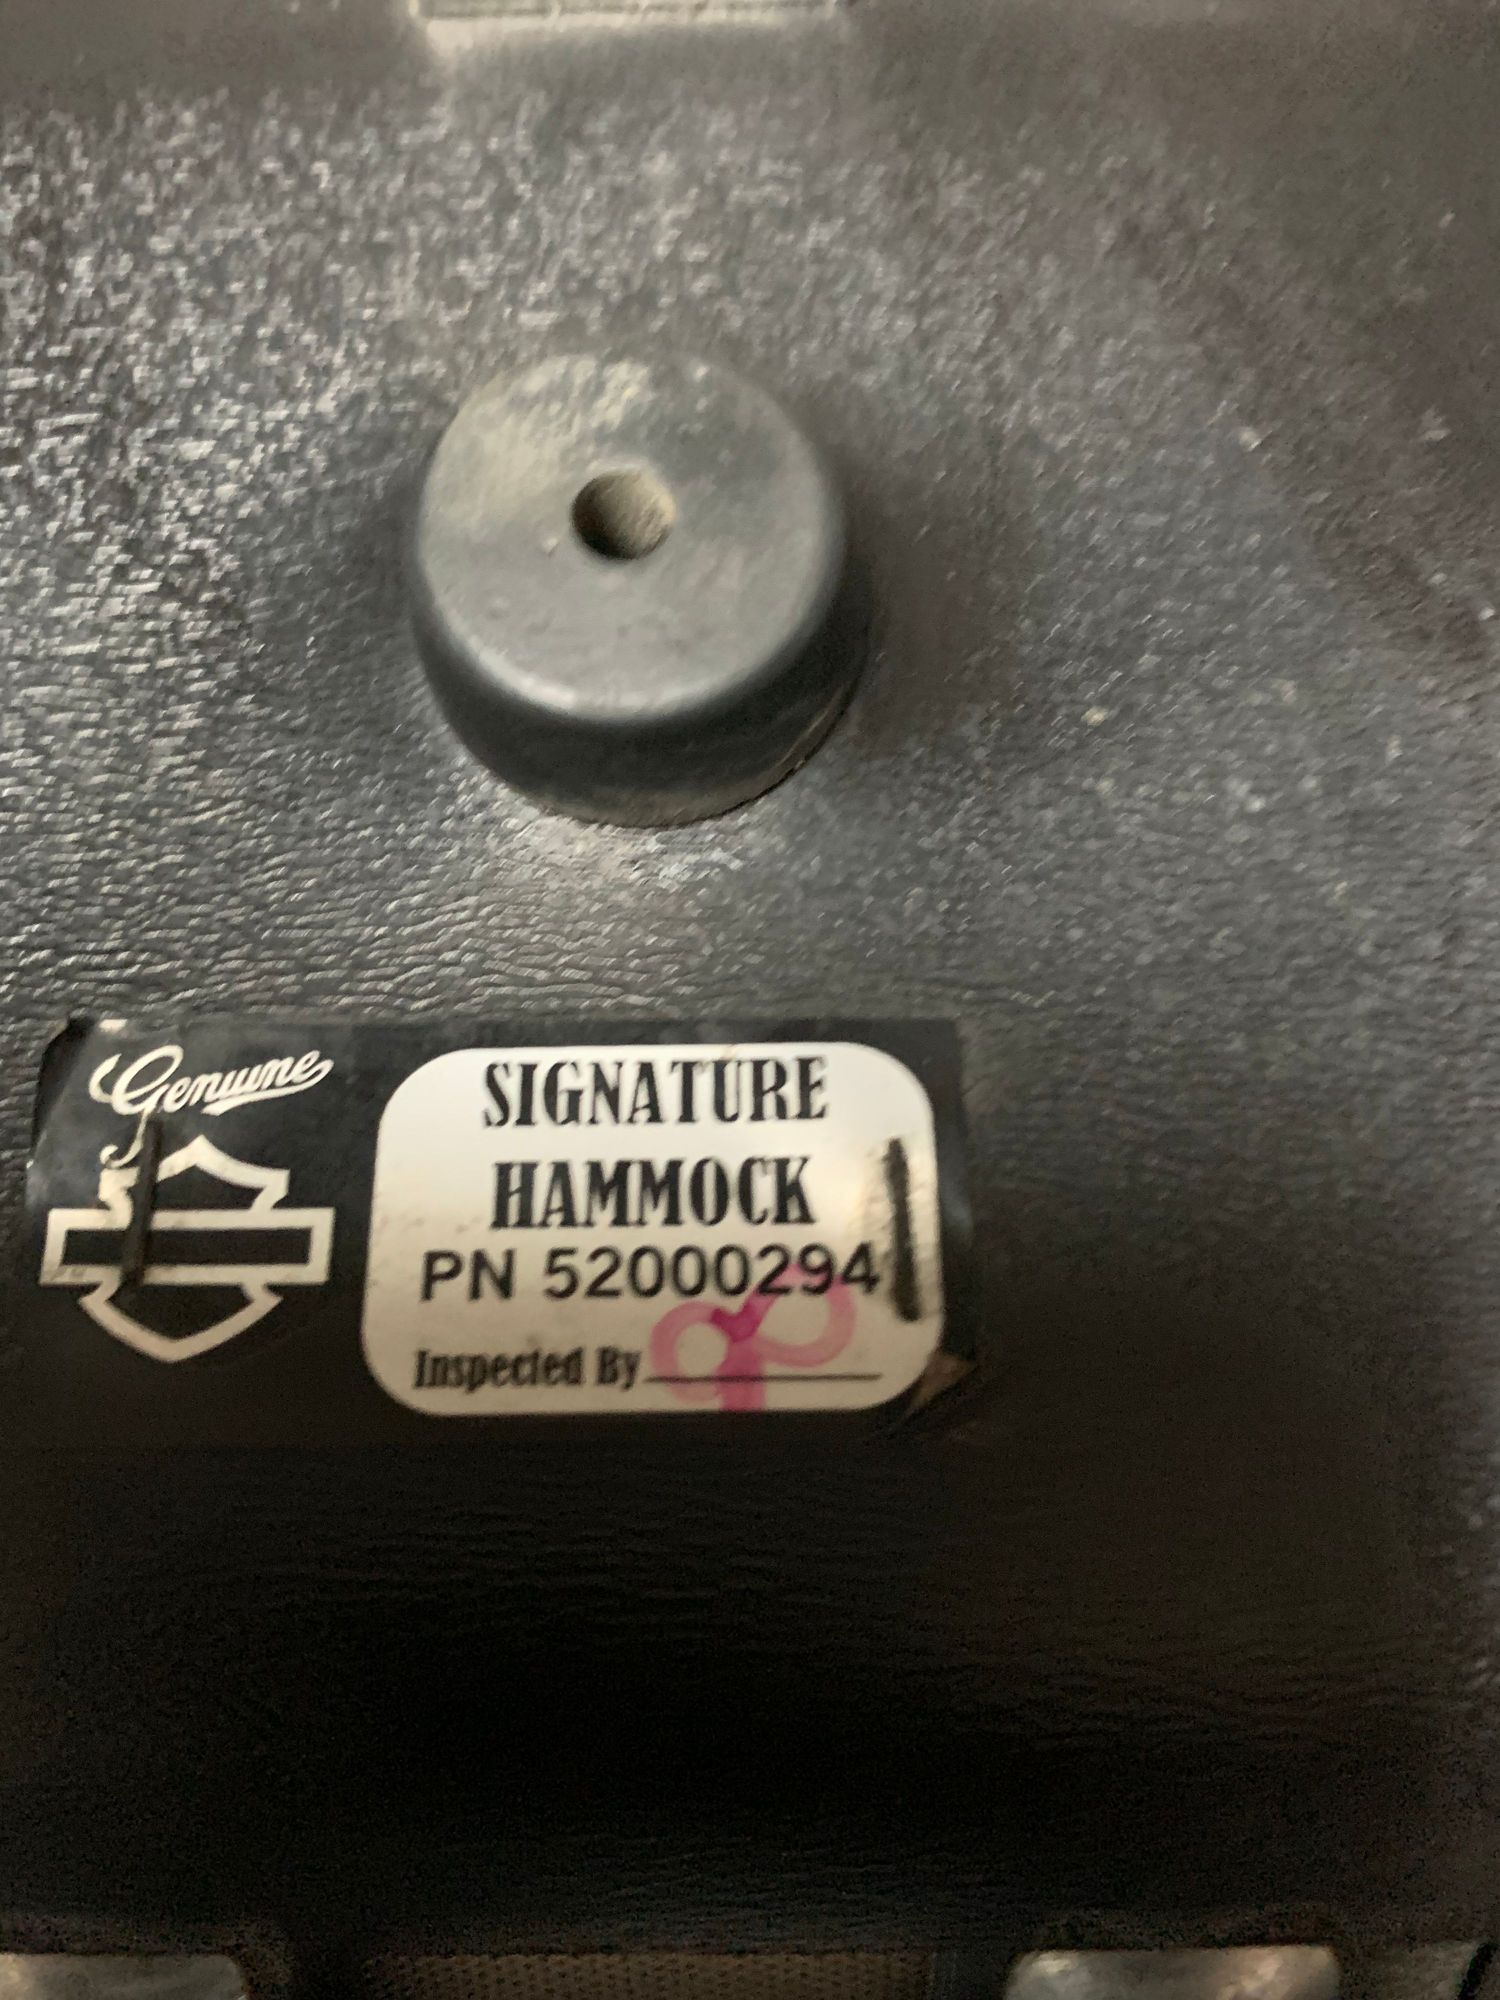 Genuine
SIGNATURE
HAMMOCK
PN 52000294
Inspected By